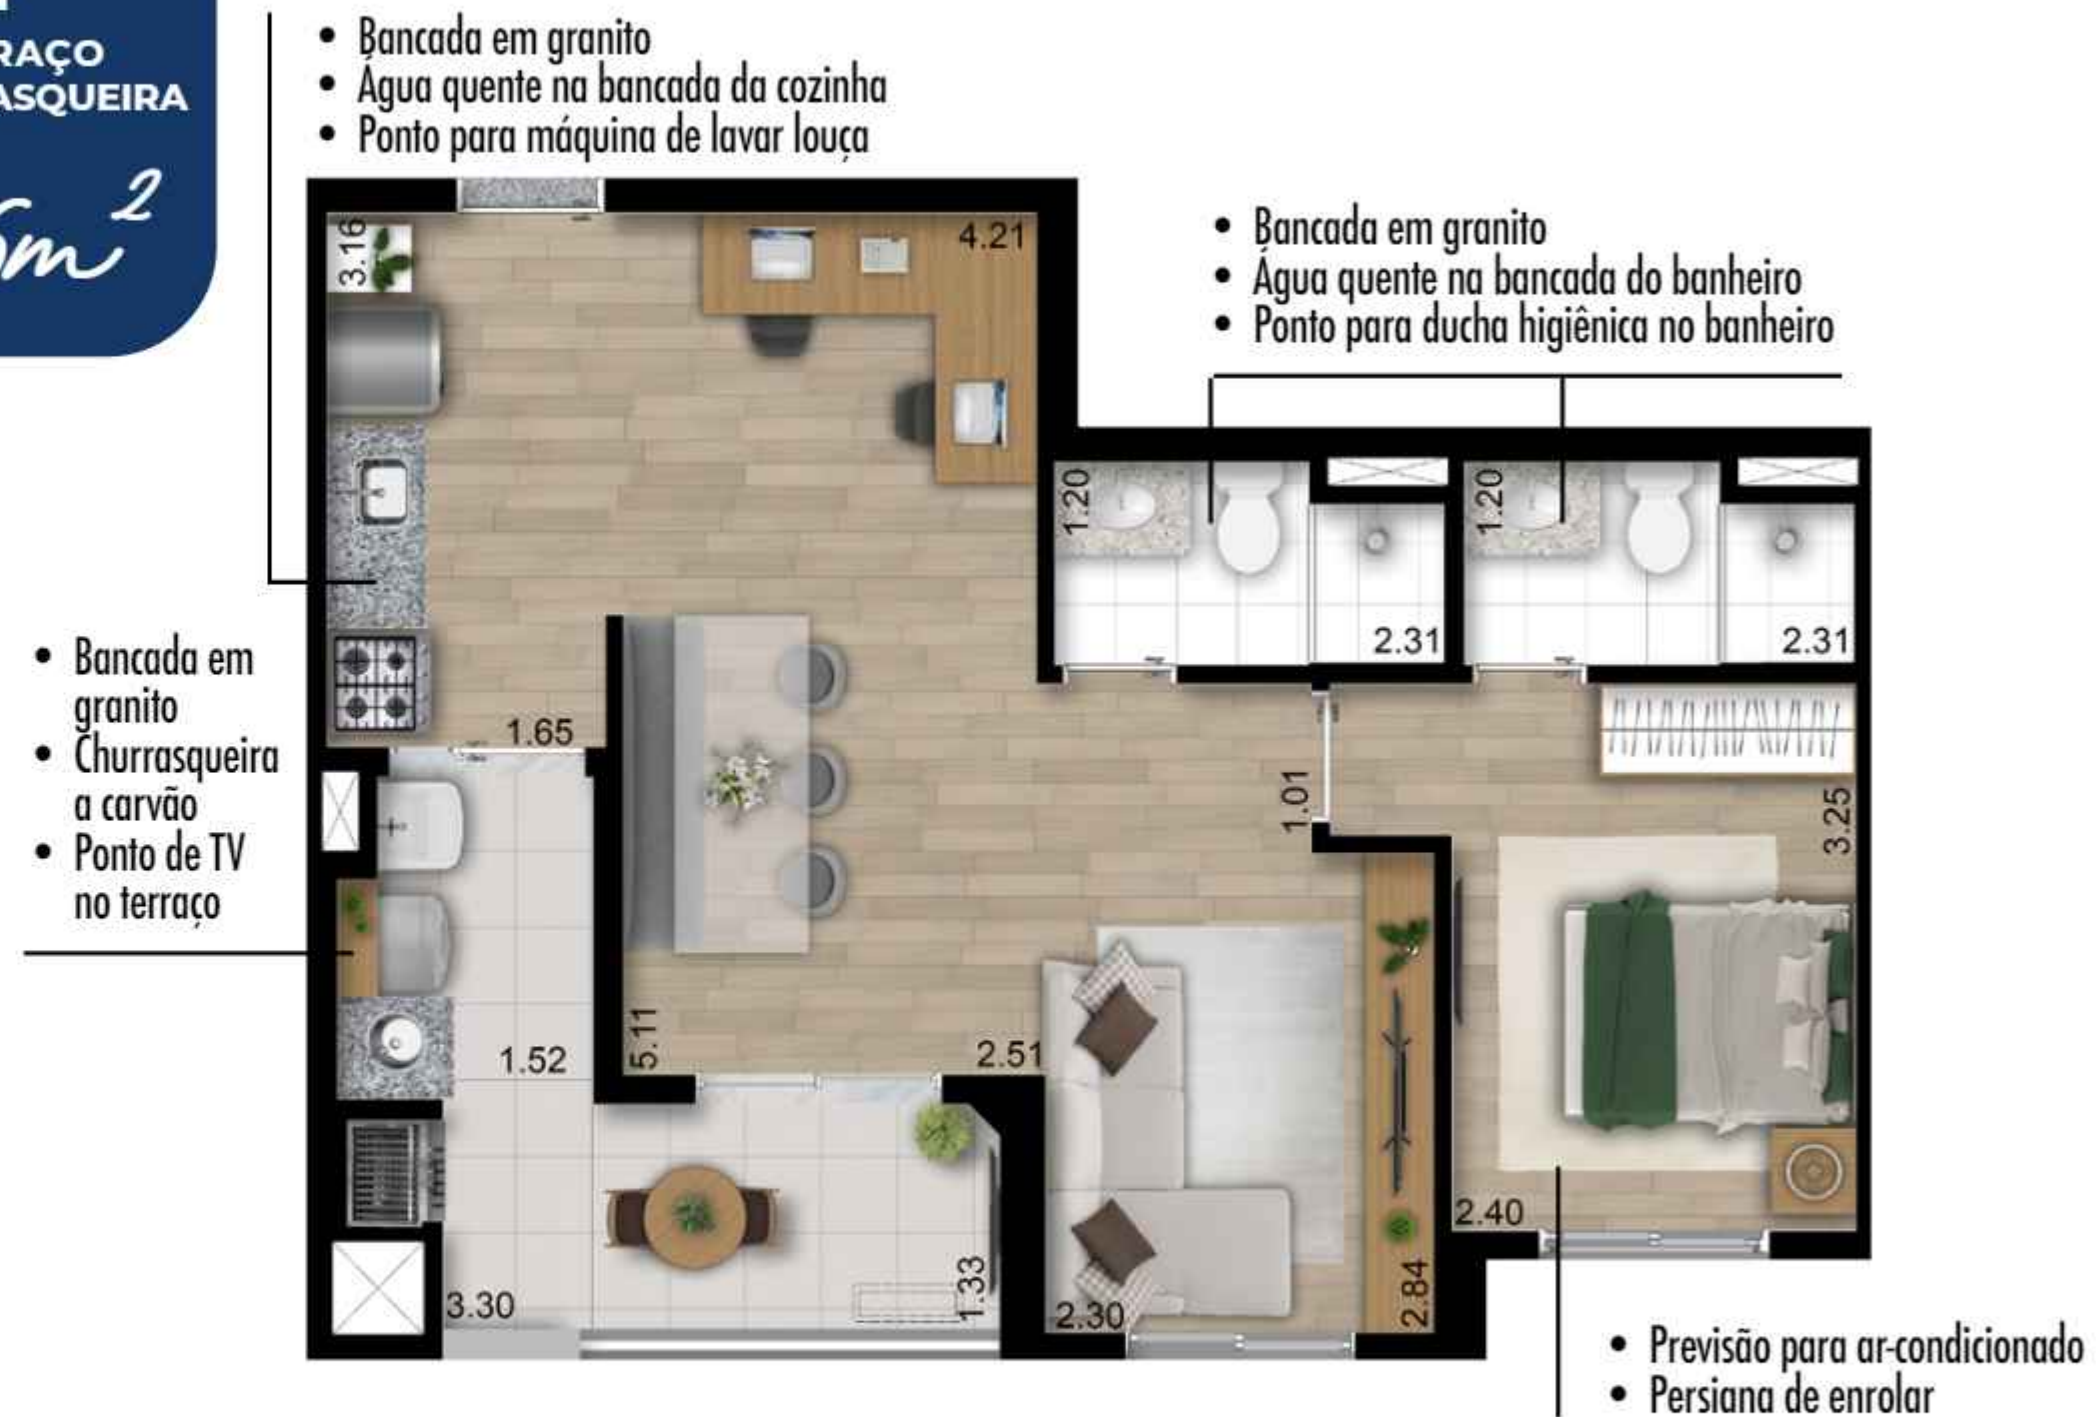 RAÇO
ASQUEIRA
m²
• Bancada em granito
• Água quente na bancada da cozinha
• Ponto para máquina de lavar louça
• Bancada em granito
• Água quente na bancada do banheiro
• Ponto para ducha higiênica no banheiro
• Bancada em
granito
• Churrasqueira
a carvão
• Ponto de TV
no terraço
3.16
4.21
1.20
1.20
2.31
2.31
1.65
1.01
3.25
1.52
5.11
2.51
2.40
3.30
1.33
2.30
2.84
• Previsão para ar-condicionado
• Persiana de enrolar